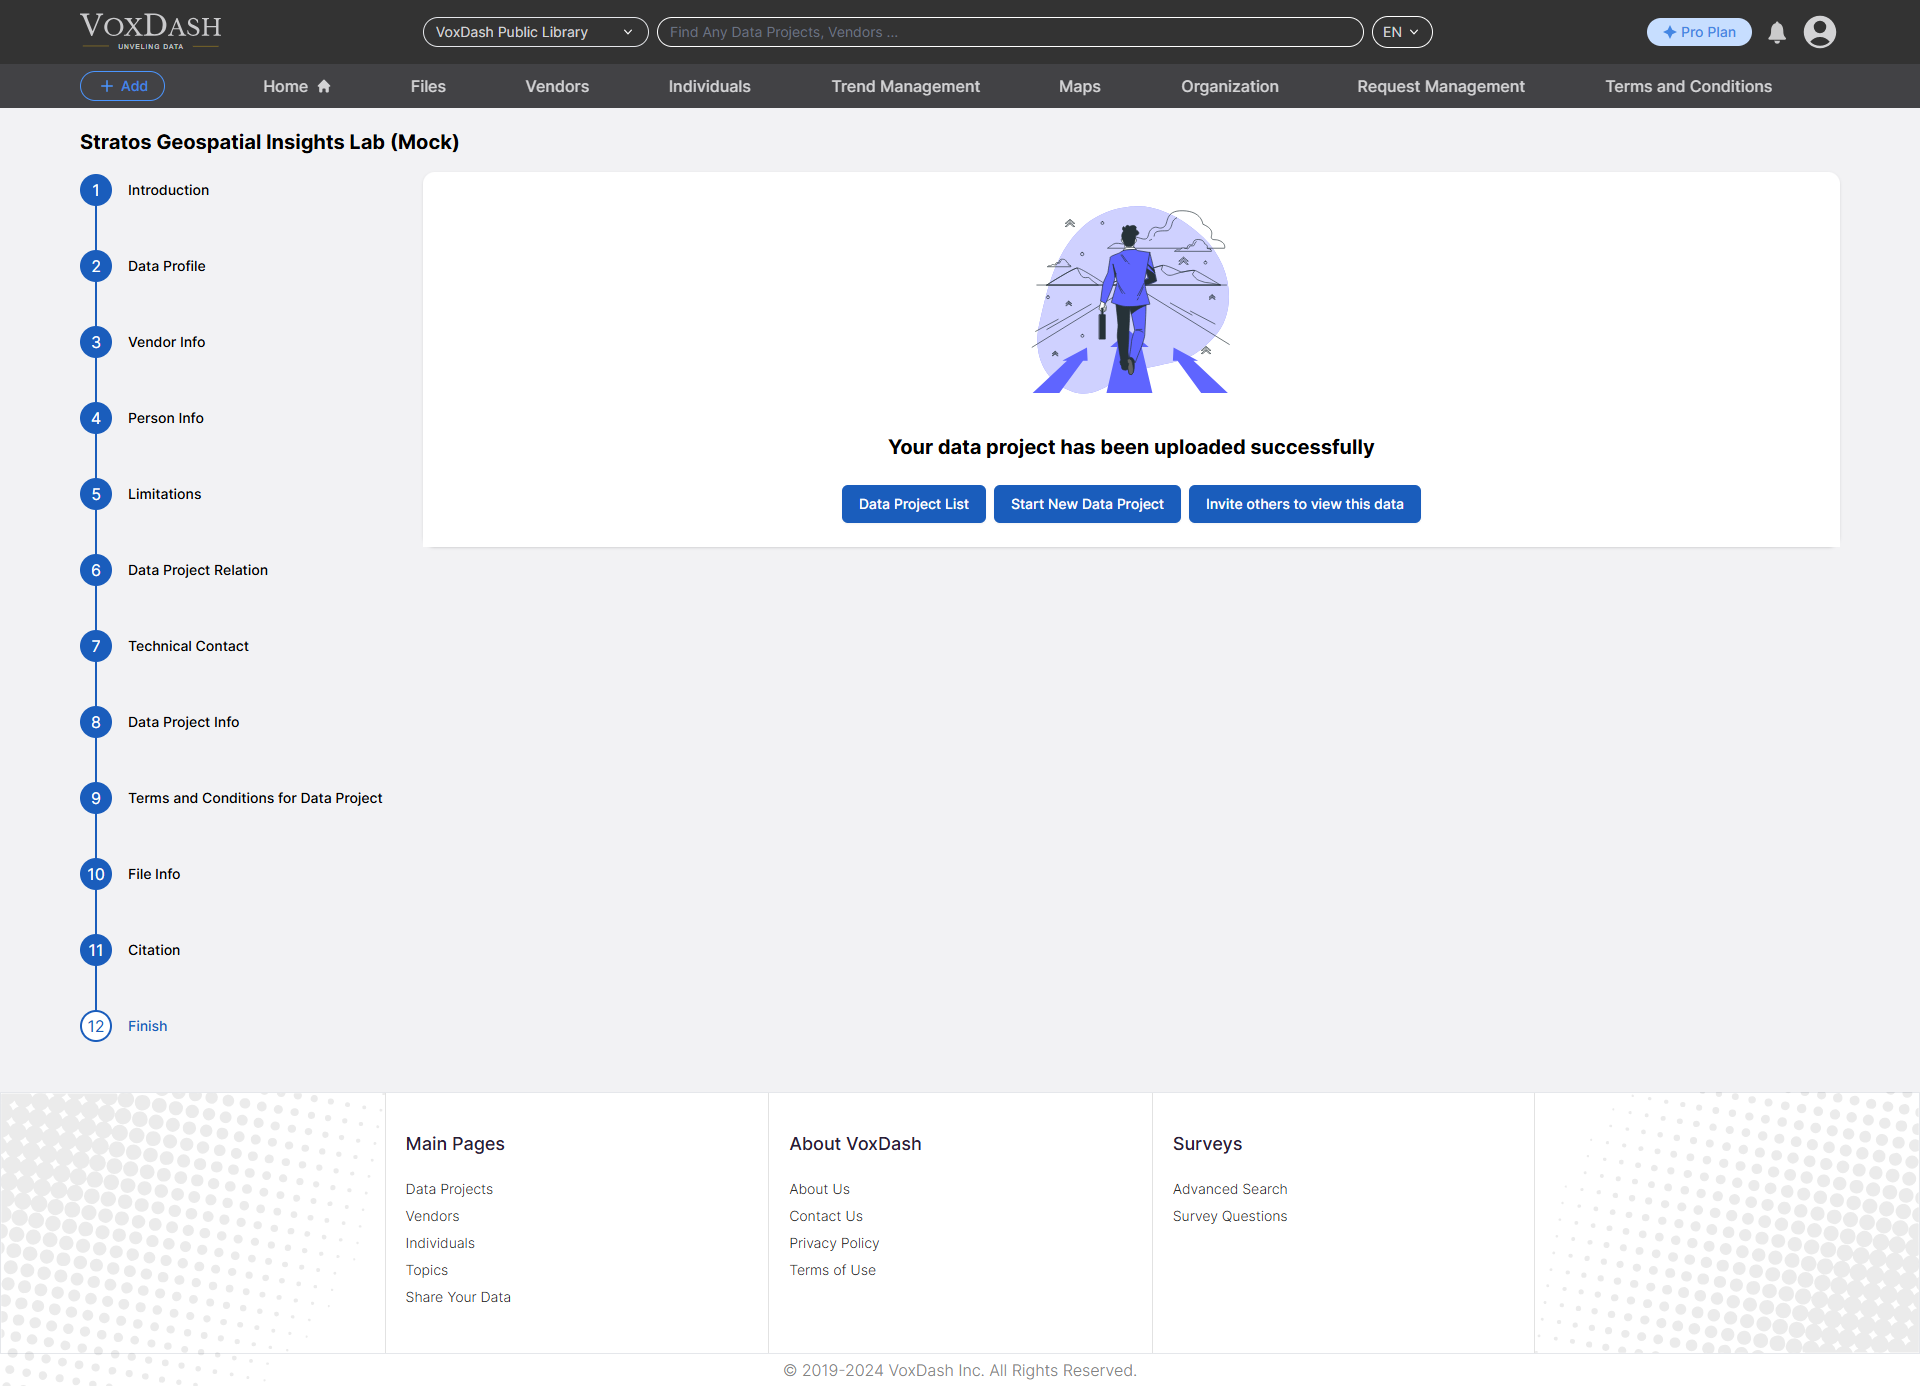 VOXDASH
UNVELING DATA
VoxDash Public Library
Find Any Data Projects, Vendors ...
EN
Pro Plan
Add
Home
Files
Vendors
Individuals
Trend Management
Maps
Organization
Request Management
Terms and Conditions
Stratos Geospatial Insights Lab (Mock)
1 Introduction
2 Data Profile
3 Vendor Info
4 Person Info
5 Limitations
6 Data Project Relation
7 Technical Contact
8 Data Project Info
9 Terms and Conditions for Data Project
10 File Info
11 Citation
12 Finish
Your data project has been uploaded successfully
Data Project List
Start New Data Project
Invite others to view this data
Main Pages
Data Projects
Vendors
Individuals
Topics
Share Your Data
About VoxDash
About Us
Contact Us
Privacy Policy
Terms of Use
Surveys
Advanced Search
Survey Questions
© 2019-2024 VoxDash Inc. All Rights Reserved.